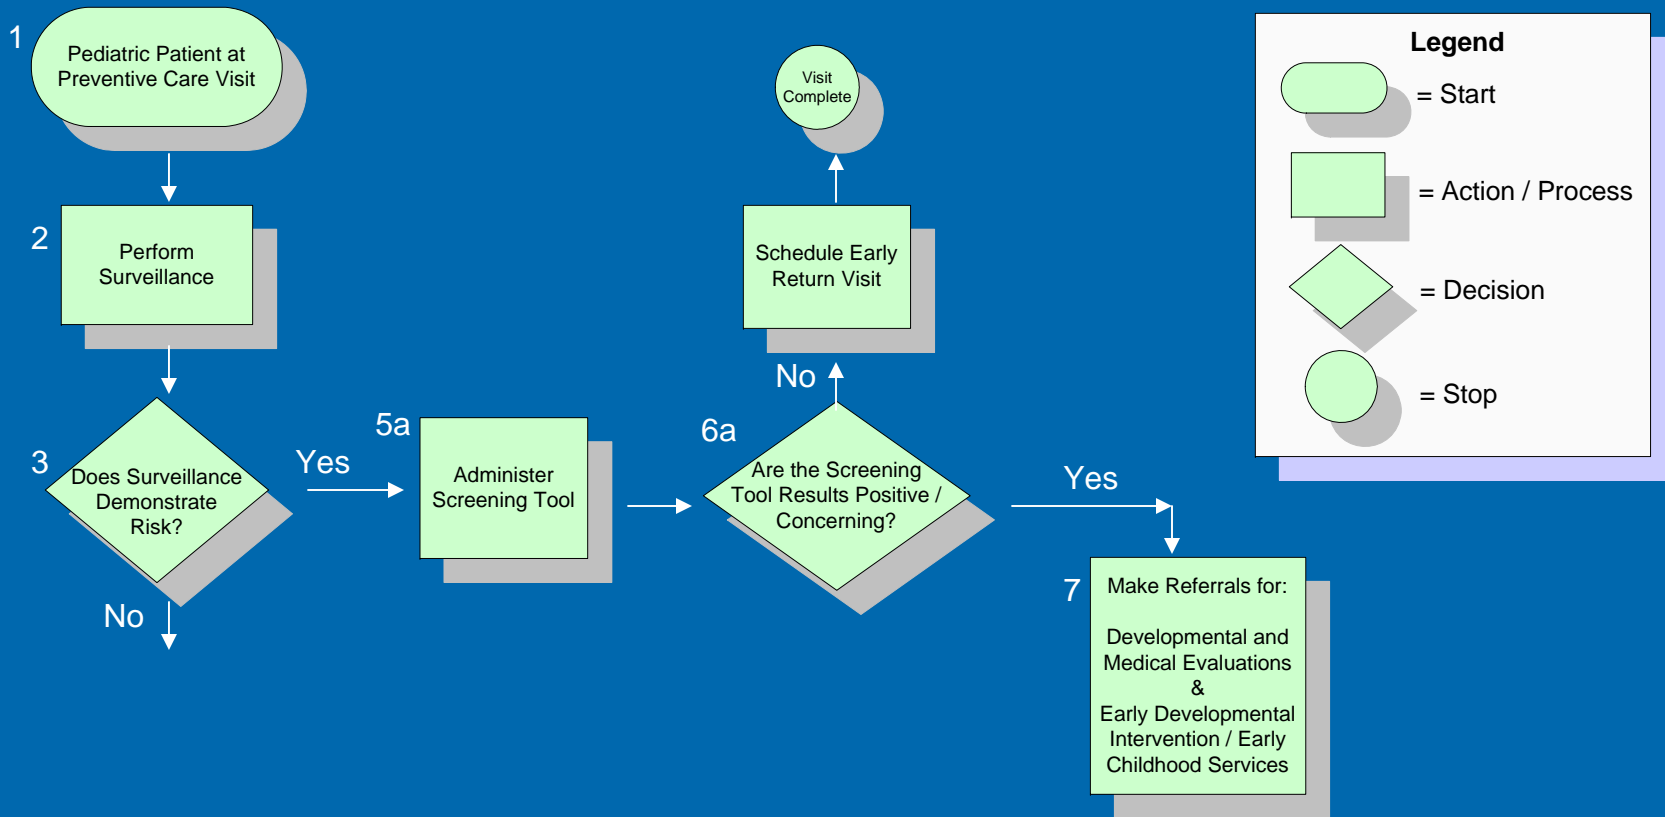 1
Pediatric Patient at
Preventive Care Visit
2
Perform
Surveillance
3
Does Surveillance
Demonstrate
Risk?
No
Yes
5a
Administer
Screening Tool
6a
Are the Screening
Tool Results Positive /
Concerning?
No
Schedule Early
Return Visit
Visit
Complete
Yes
7
Make Referrals for:
Developmental and
Medical Evaluations
&
Early Developmental
Intervention / Early
Childhood Services
Legend
= Start
= Action / Process
= Decision
= Stop